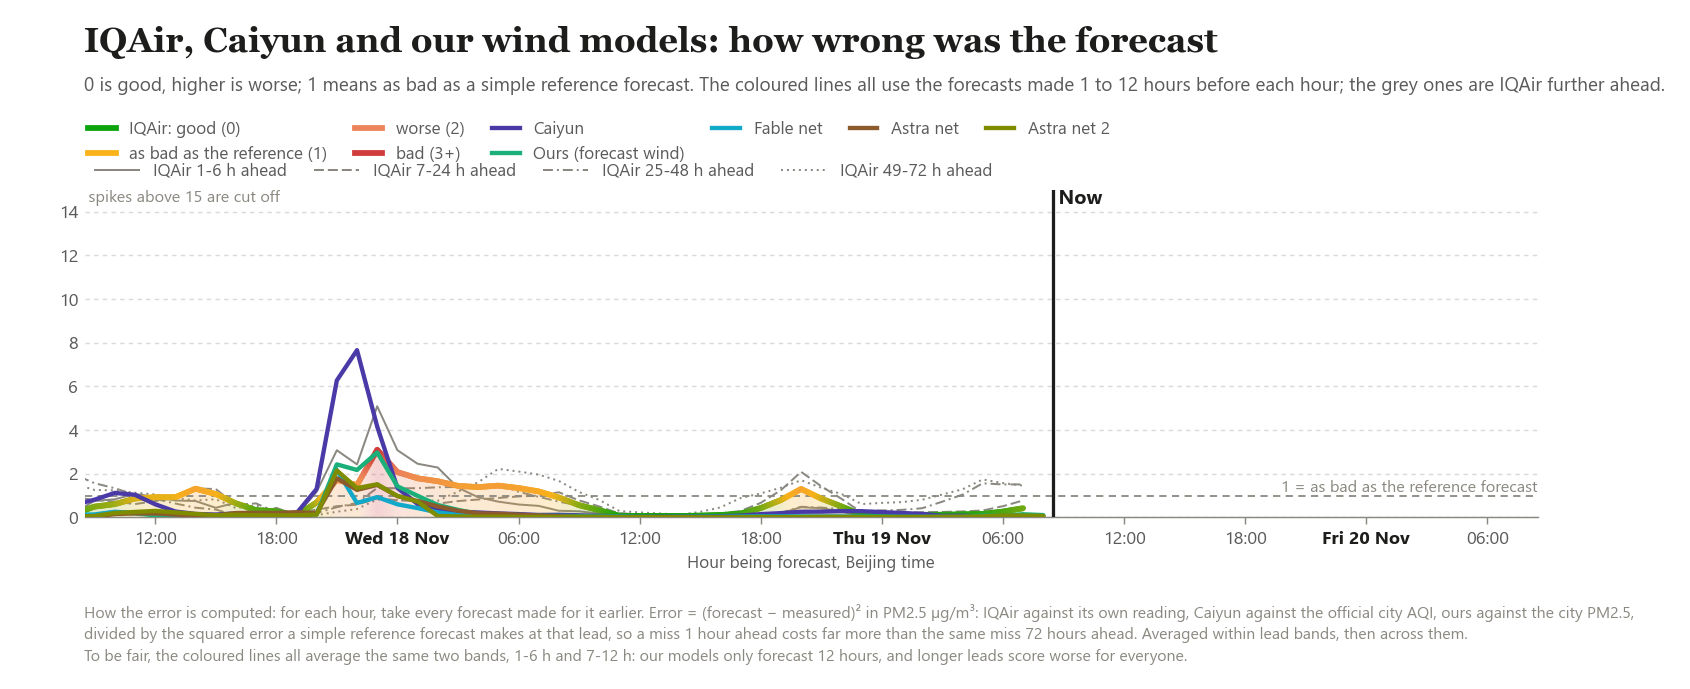 IQAir, Caiyun and our wind models: how wrong was the forecast
0 is good, higher is worse; 1 means as bad as a simple reference forecast. The coloured lines all use the forecasts made 1 to 12 hours before each hour; the grey ones are IQAir further ahead.
IQAir: good (0) worse (2) Caiyun Fable net Astra net Astra net 2
as bad as the reference (1) bad (3+) Ours (forecast wind)
IQAir 1-6 h ahead IQAir 7-24 h ahead IQAir 25-48 h ahead IQAir 49-72 h ahead
spikes above 15 are cut off
Now
14
12
10
8
6
4
2
0
1 = as bad as the reference forecast
12:00 18:00 Wed 18 Nov 06:00 12:00 18:00 Thu 19 Nov 06:00 12:00 18:00 Fri 20 Nov 06:00
Hour being forecast, Beijing time
How the error is computed: for each hour, take every forecast made for it earlier. Error = (forecast − measured)² in PM2.5 µg/m³: IQAir against its own reading, Caiyun against the official city AQI, ours against the city PM2.5,
divided by the squared error a simple reference forecast makes at that lead, so a miss 1 hour ahead costs far more than the same miss 72 hours ahead. Averaged within lead bands, then across them.
To be fair, the coloured lines all average the same two bands, 1-6 h and 7-12 h: our models only forecast 12 hours, and longer leads score worse for everyone.